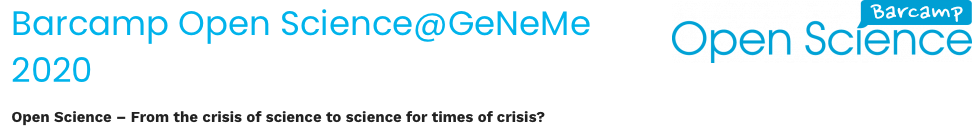 Barcamp Open Science@GeNeMe
2020
Barcamp
Open Science
Open Science – From the crisis of science to science for times of crisis?